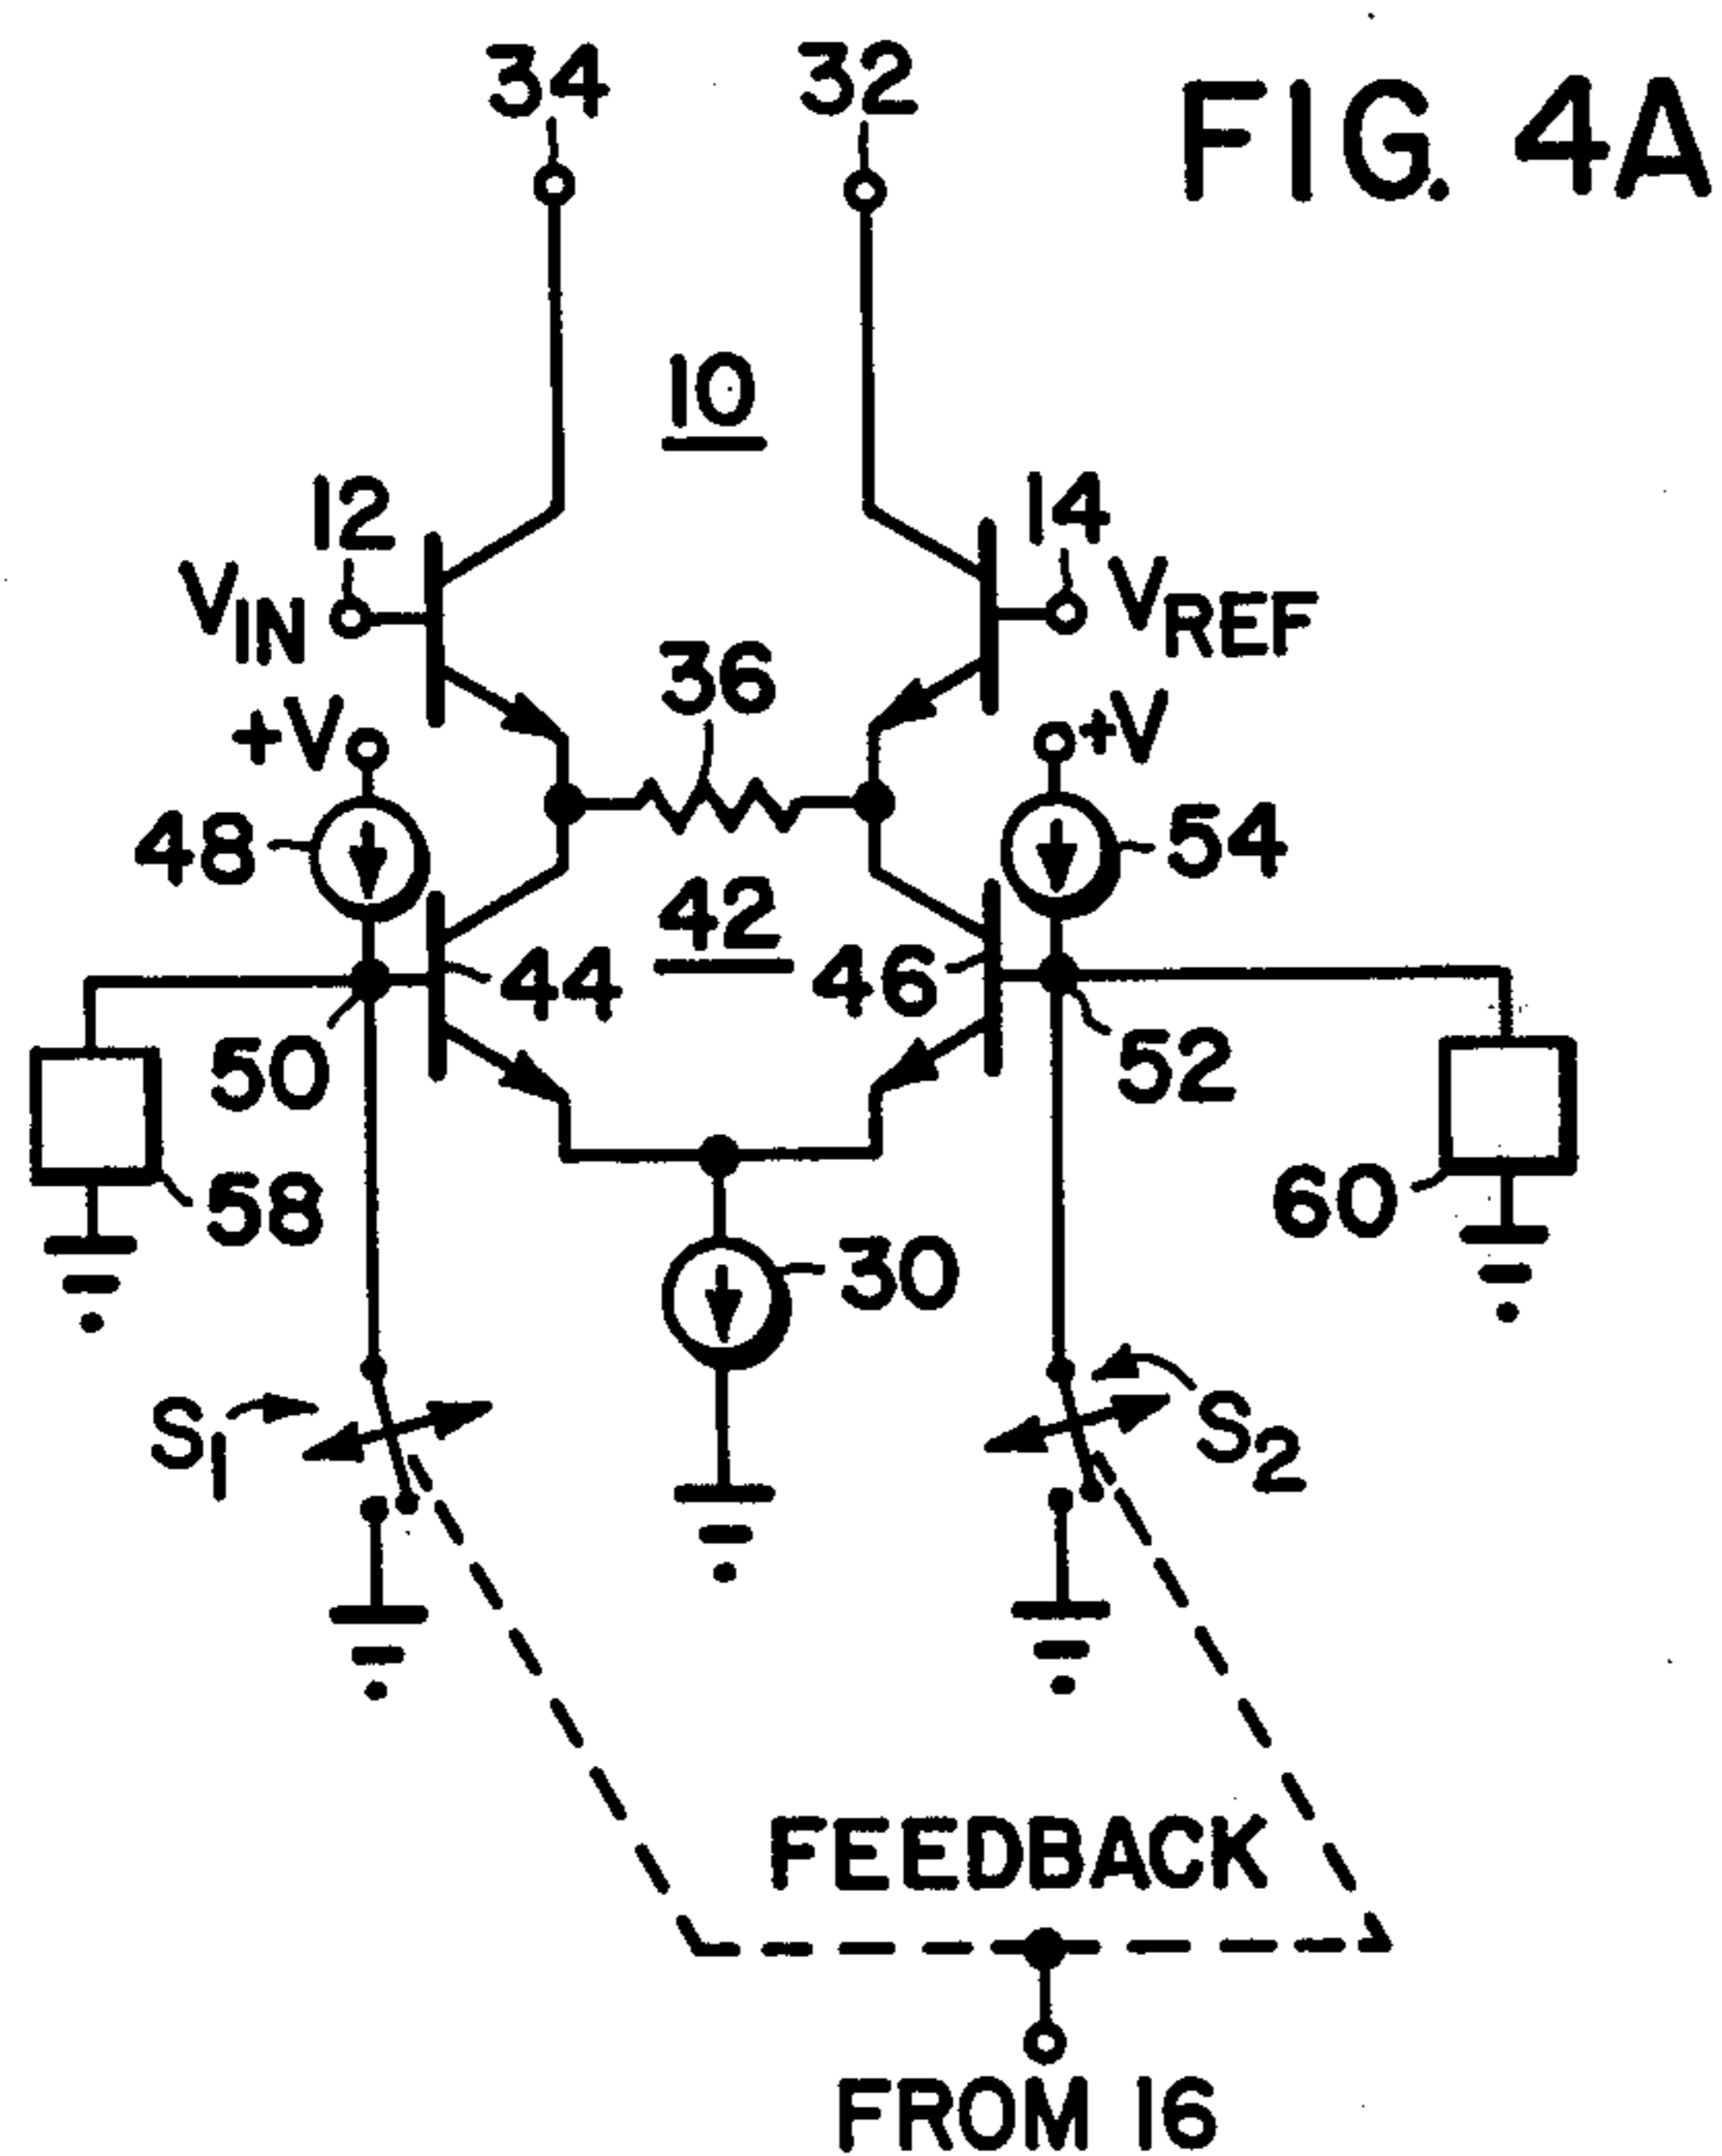 34 32
FIG. 4A
10
12 14
VIN VREF
36
+V +V
48 54
42
44 46
50 52
58 60
30
S1 S2
FEEDBACK
FROM 16